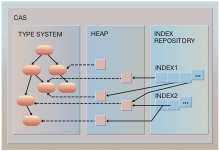 CAS
TYPE SYSTEM
HEAP
INDEX
REPOSITORY
INDEX1
...
INDEX2
...